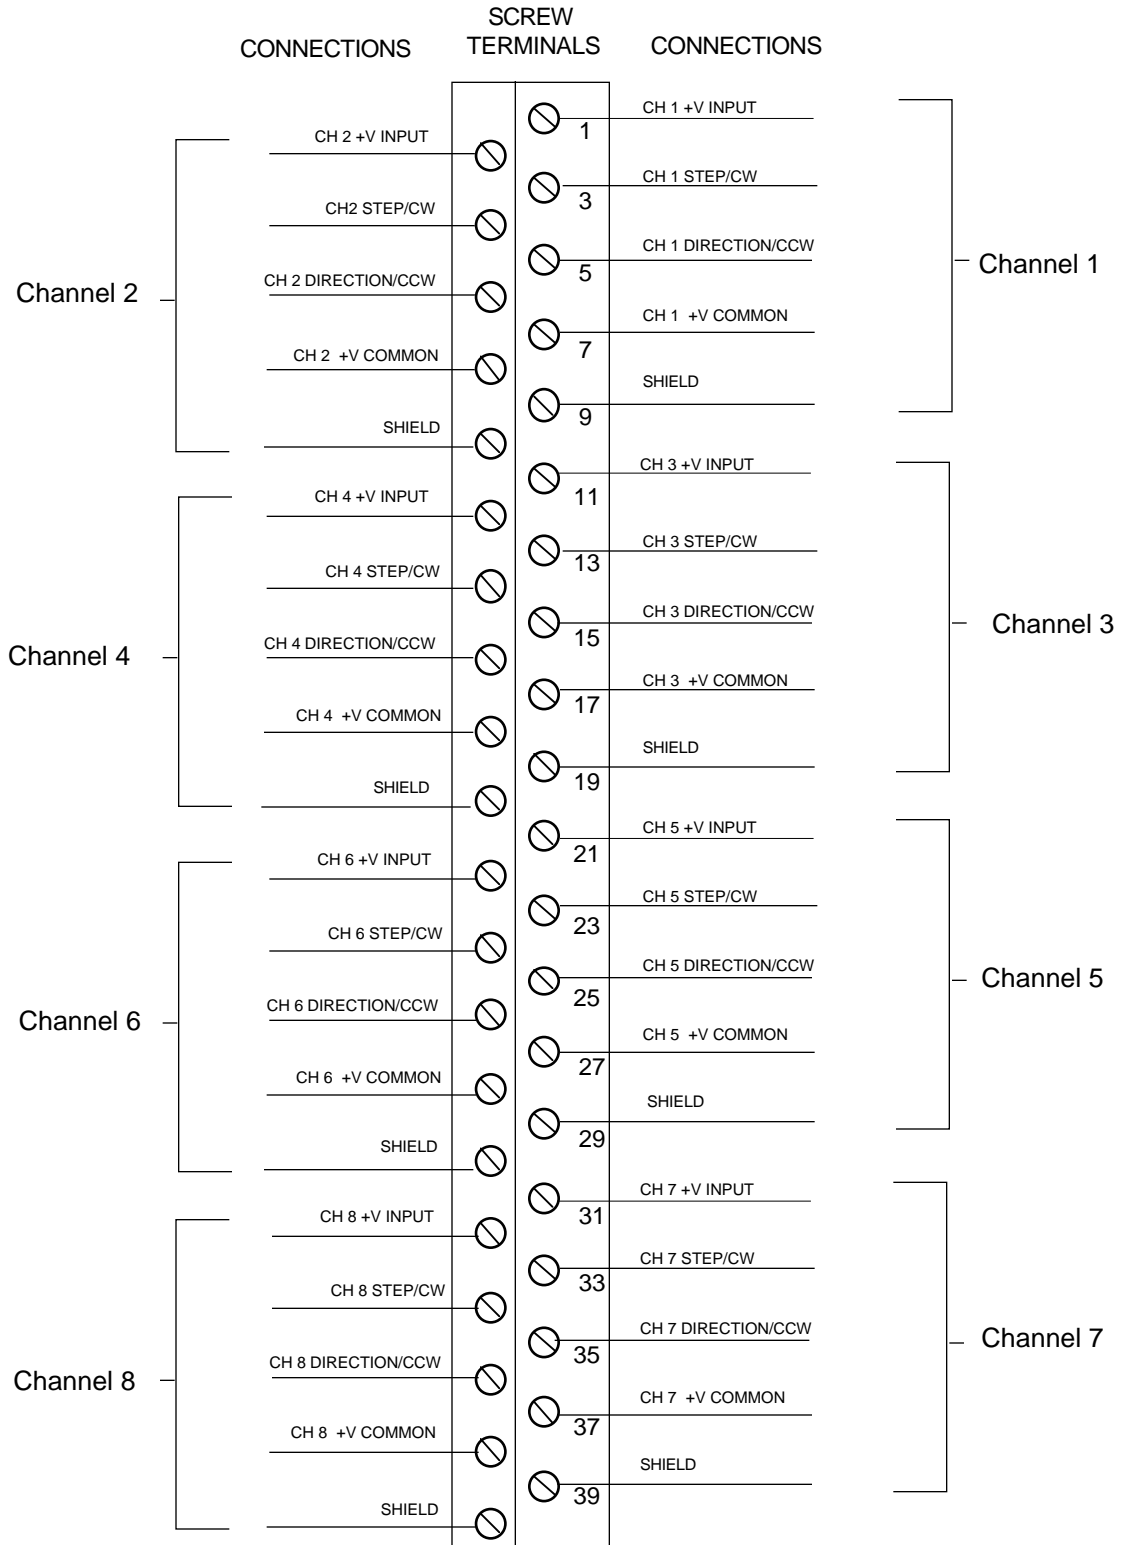 SCREW
TERMINALS
CONNECTIONS
CONNECTIONS
CH 1 +V INPUT
1
CH 2 +V INPUT
CH 1 STEP/CW
3
CH2 STEP/CW
CH 1 DIRECTION/CCW
5
Channel 1
CH 2 DIRECTION/CCW
Channel 2
CH 1 +V COMMON
7
CH 2 +V COMMON
SHIELD
9
SHIELD
CH 3 +V INPUT
11
CH 4 +V INPUT
CH 3 STEP/CW
13
CH 4 STEP/CW
CH 3 DIRECTION/CCW
15
Channel 3
CH 4 DIRECTION/CCW
Channel 4
CH 3 +V COMMON
17
CH 4 +V COMMON
SHIELD
19
SHIELD
CH 5 +V INPUT
21
CH 6 +V INPUT
CH 5 STEP/CW
23
CH 6 STEP/CW
CH 5 DIRECTION/CCW
25
Channel 5
CH 6 DIRECTION/CCW
Channel 6
CH 5 +V COMMON
27
CH 6 +V COMMON
SHIELD
29
SHIELD
CH 7 +V INPUT
31
CH 8 +V INPUT
CH 7 STEP/CW
33
CH 8 STEP/CW
CH 7 DIRECTION/CCW
35
Channel 7
CH 8 DIRECTION/CCW
Channel 8
CH 7 +V COMMON
37
CH 8 +V COMMON
SHIELD
39
SHIELD